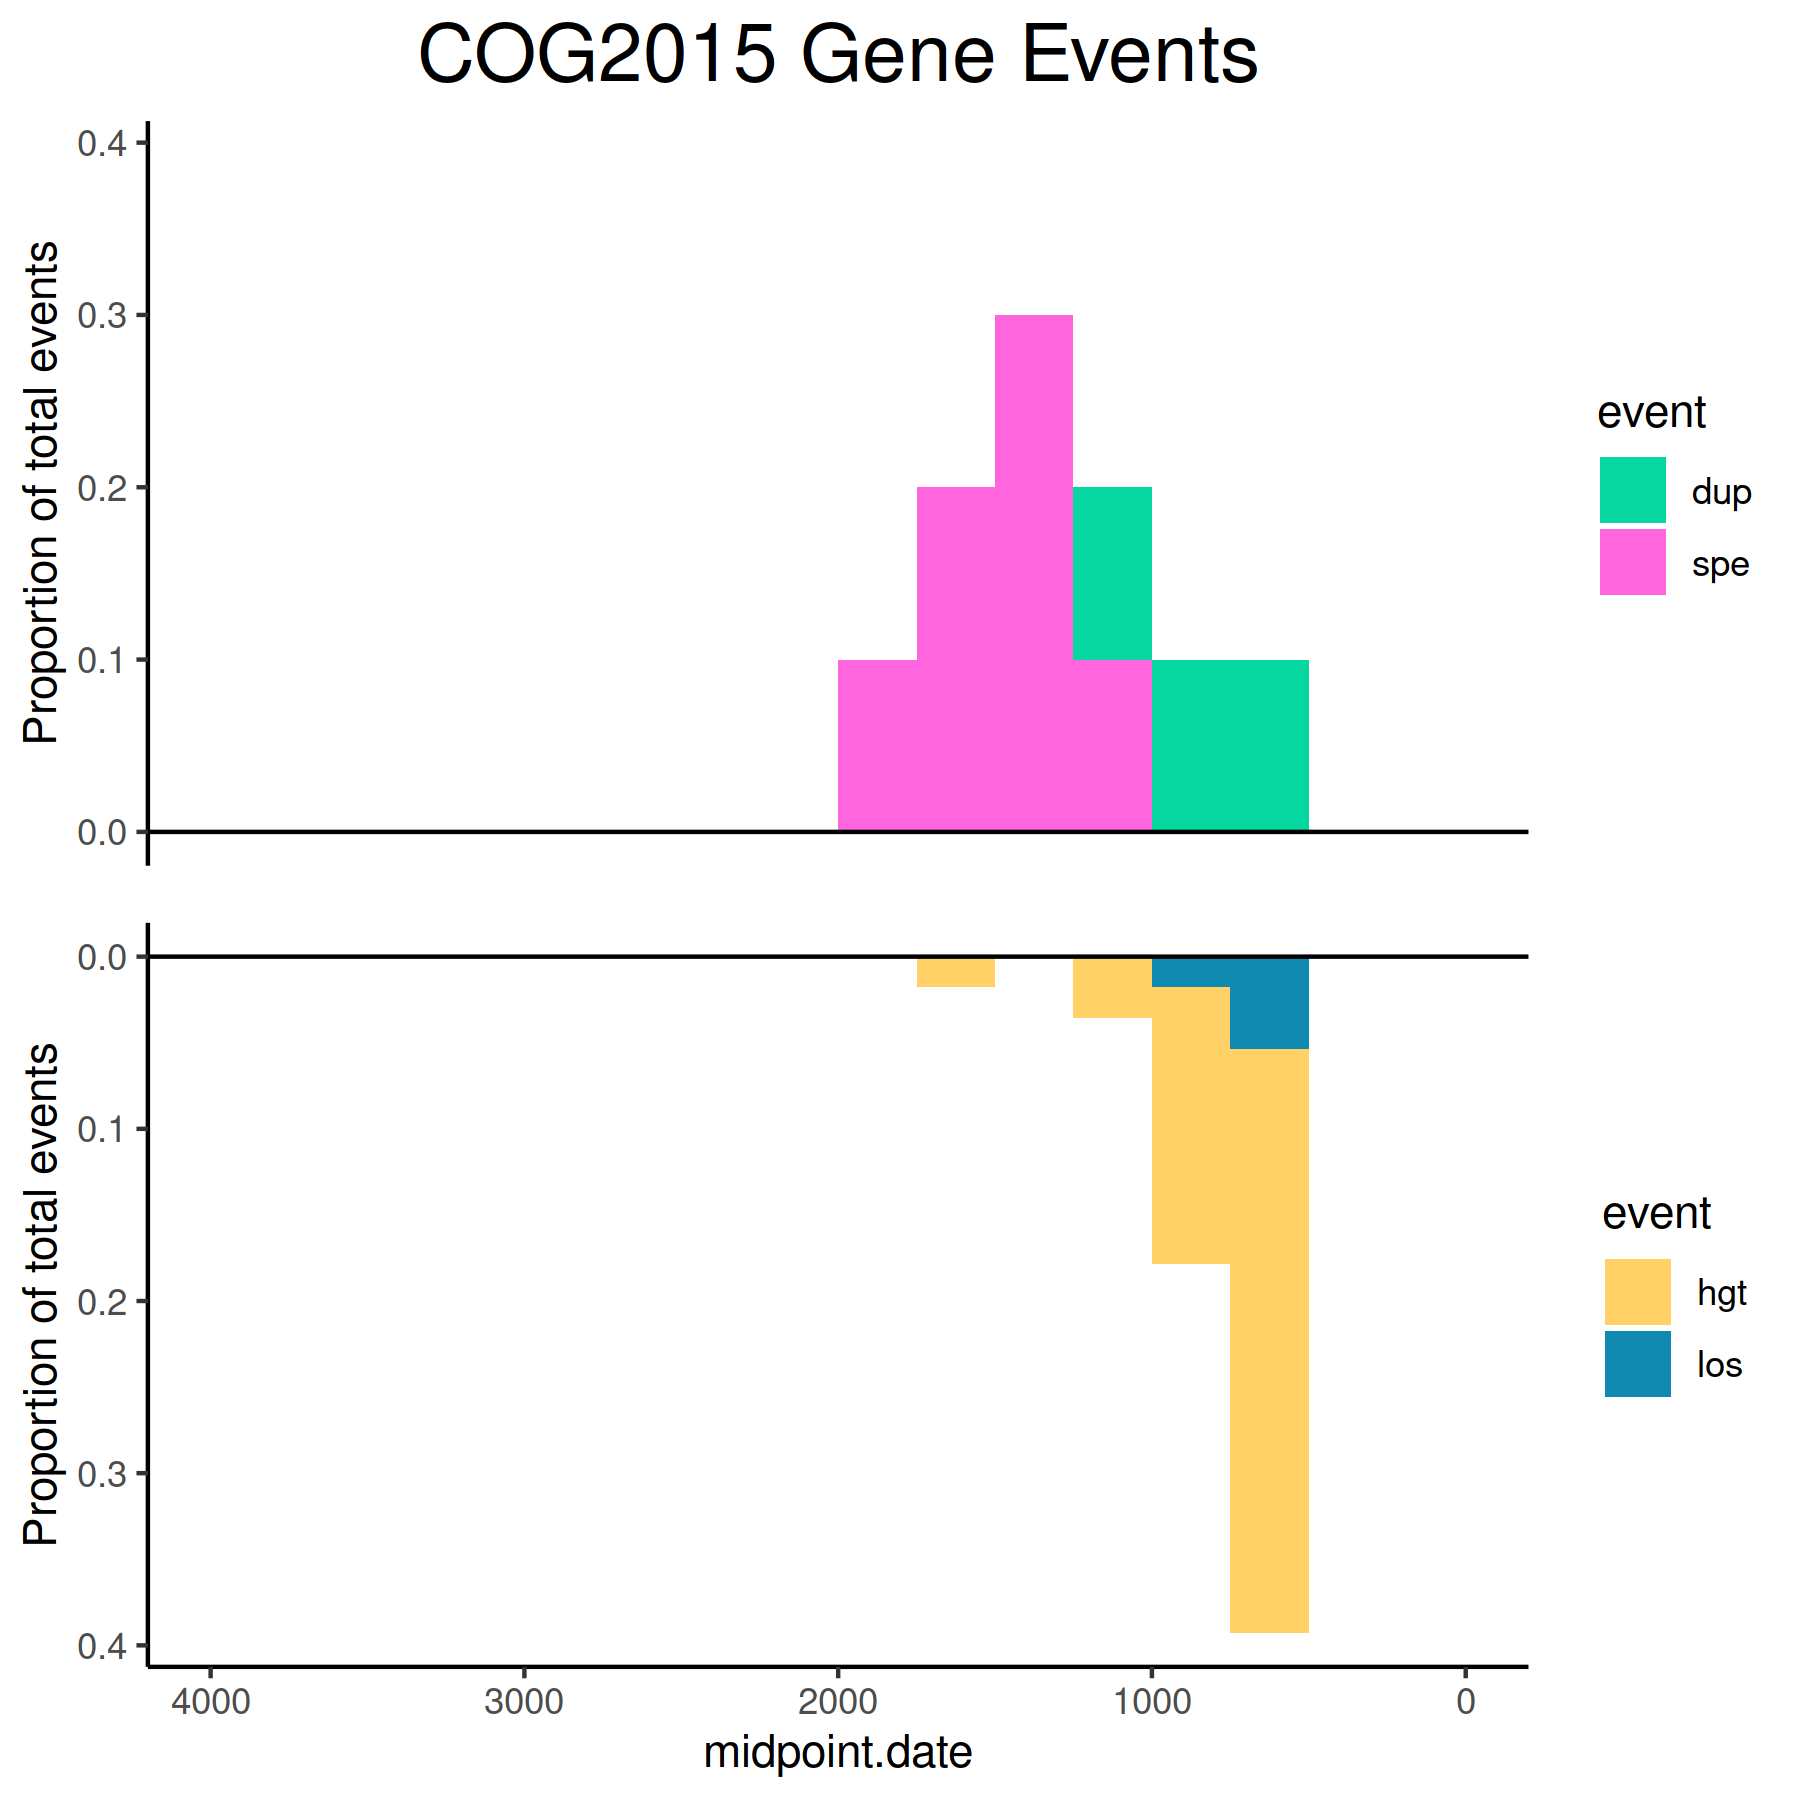 COG2015 Gene Events
Proportion of total events
0.4
0.3
0.2
0.1
0.0
event
dup
spe
Proportion of total events
0.0
0.1
0.2
0.3
0.4
event
hgt
los
4000 3000 2000 1000 0
midpoint.date